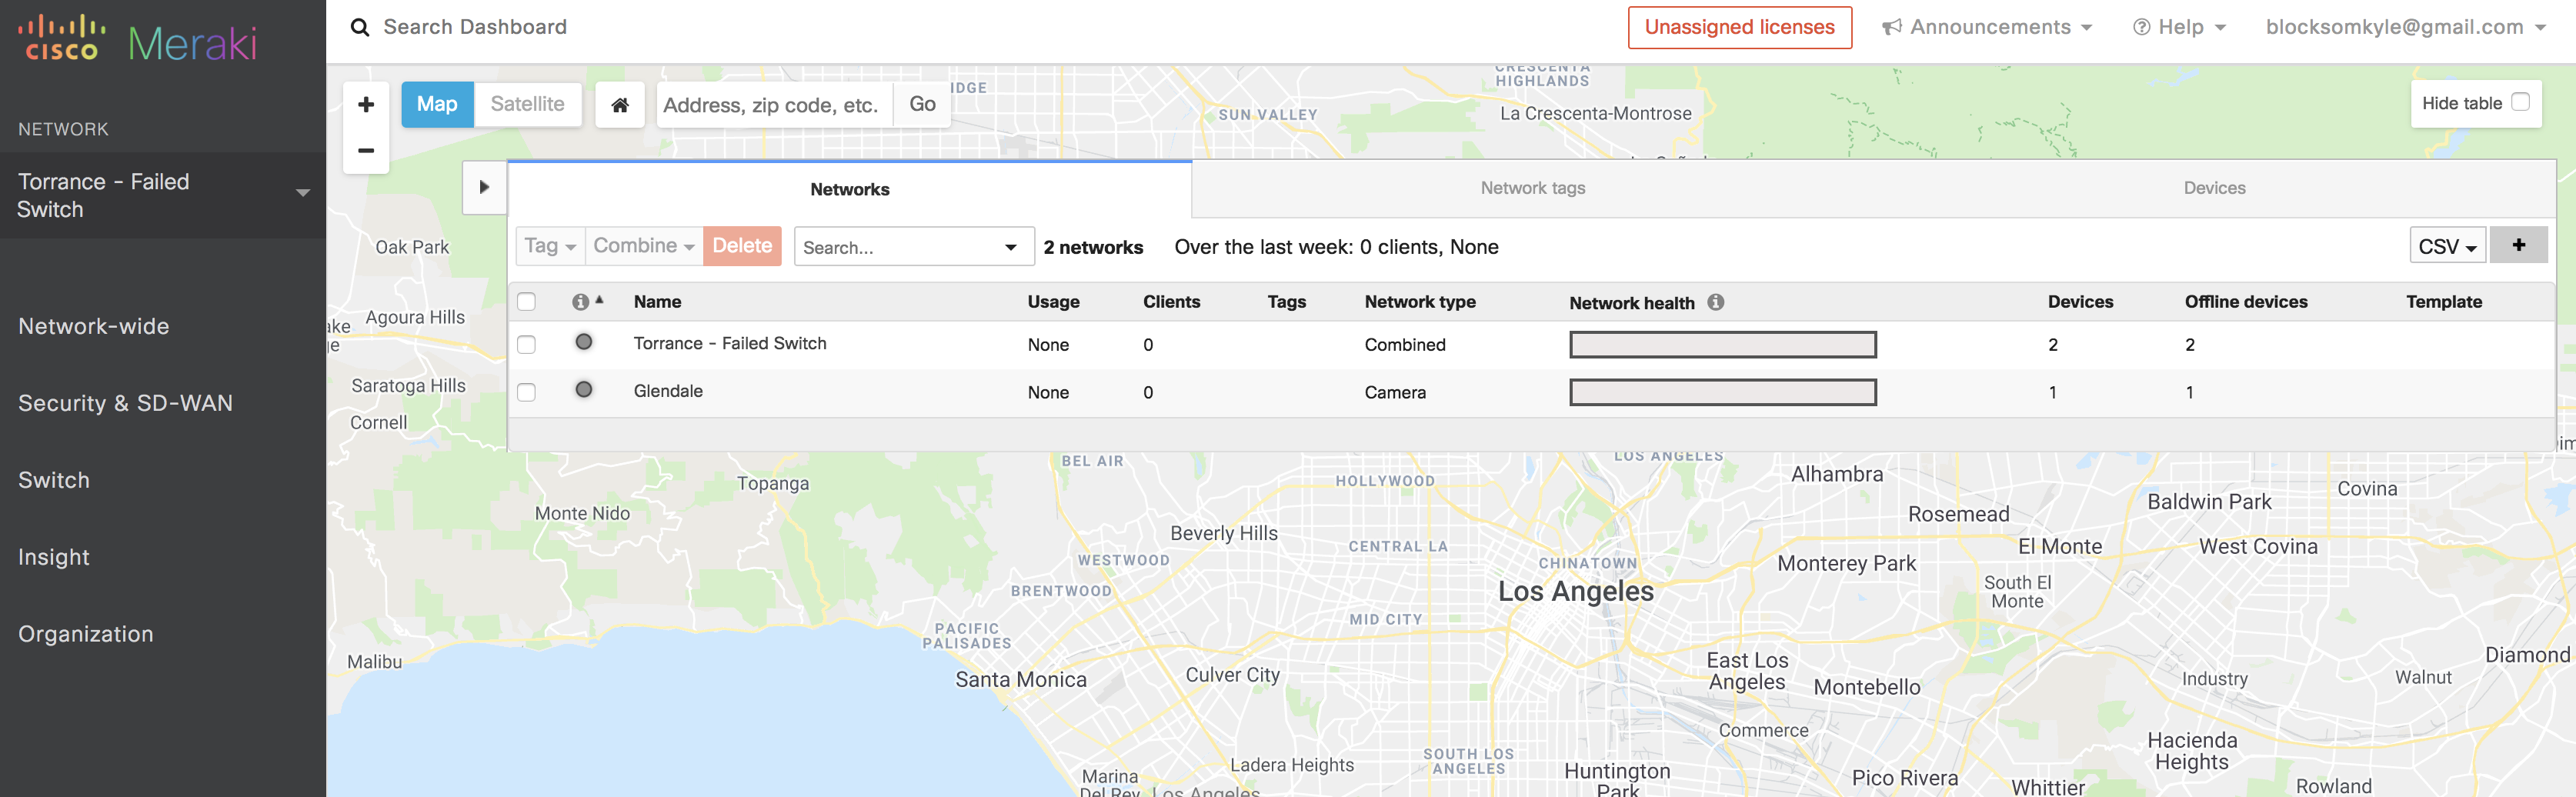 cisco Meraki
Search Dashboard
Unassigned licenses
Announcements
Help
blocksomkyle@gmail.com
NETWORK
Torrance - Failed
Switch
Network-wide
Security & SD-WAN
Switch
Insight
Organization
+
−
Map
Satellite
Address, zip code, etc.
Go
Hide table
Networks
Network tags
Devices
Tag
Combine
Delete
Search...
2 networks
Over the last week: 0 clients, None
CSV
+
Name Usage Clients Tags Network type Network health Devices Offline devices Template
Torrance - Failed Switch None 0 Combined 2 2
Glendale None 0 Camera 1 1
CRESCENTA
HIGHLANDS
La Crescenta-Montrose
SUN VALLEY
IDGE
Oak Park
Agoura Hills
Saratoga Hills
Cornell
BEL AIR
LOS ANGELES
Topanga
HOLLYWOOD
Alhambra
Covina
Monte Nido
Baldwin Park
Rosemead
Beverly Hills
CENTRAL LA
El Monte
West Covina
WESTWOOD
CHINATOWN
Monterey Park
BRENTWOOD
Los Angeles
South El
Monte
MID CITY
PACIFIC
PALISADES
Malibu
Santa Monica
Culver City
East Los
Angeles
Montebello
Industry
Walnut
Diamond
Commerce
SOUTH LOS
ANGELES
Hacienda
Heights
Ladera Heights
Huntington
Park
Marina
Del Rey
Los Angeles
Pico Rivera
Whittier
Rowland